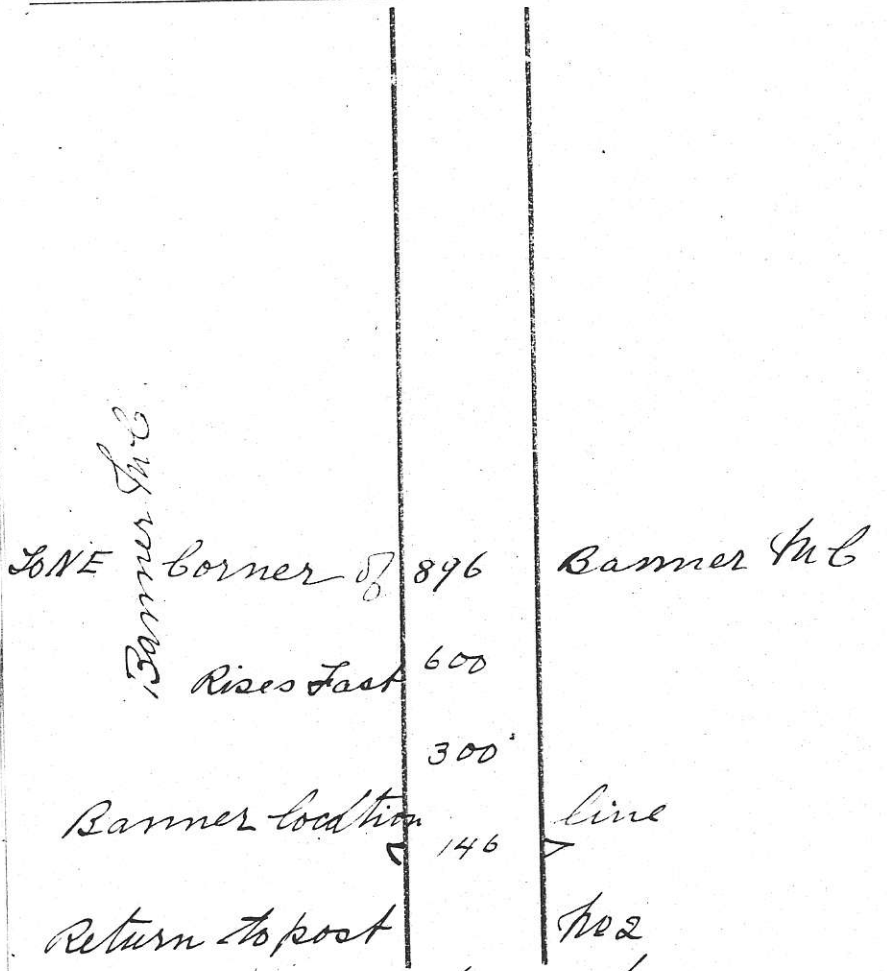 Banner M C
To NE Corner of 896 Banner M C
Rises Fast 600
300
Banner location line
146
Return to post No 2